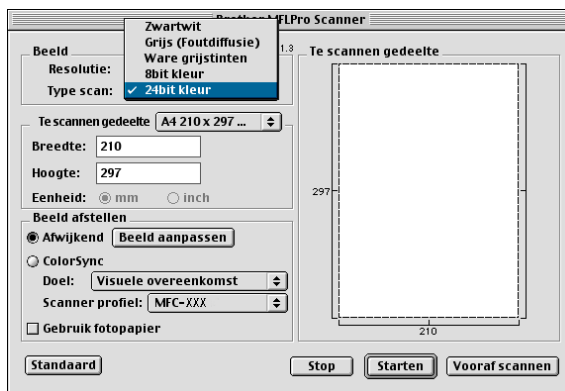 Brother MFLPro Scanner
Zwartwit
Grijs (Foutdiffusie)
Ware grijstinten
8bit kleur
✓ 24bit kleur
Beeld
1.3
Resolutie:
Type scan:
Te scannen gedeelte A4 210 x 297 ...
Breedte: 210
Hoogte: 297
Eenheid: mm inch
Beeld afstellen
Afwijkend Beeld aanpassen
ColorSync
Doel: Visuele overeenkomst
Scanner profiel: MFC-XXX
Gebruik fotopapier
Te scannen gedeelte
297
210
Standaard
Stop Starten Vooraf scannen